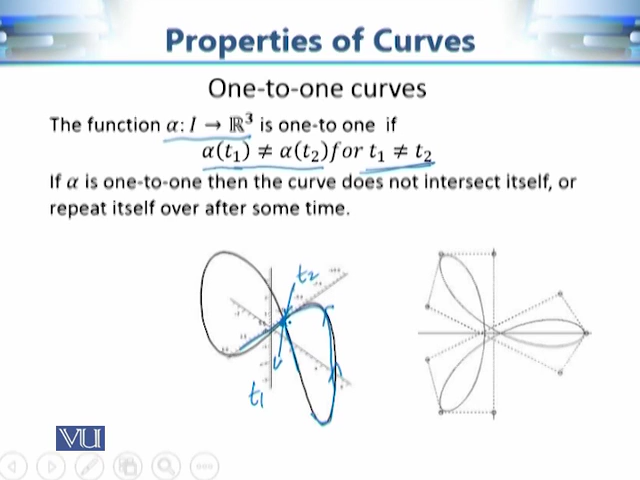 Properties of Curves
One-to-one curves
The function α: I → ℝ³ is one-to one if
α(t₁) ≠ α(t₂)for t₁ ≠ t₂
If α is one-to-one then the curve does not intersect itself, or
repeat itself over after some time.
t₂
t₁
VU